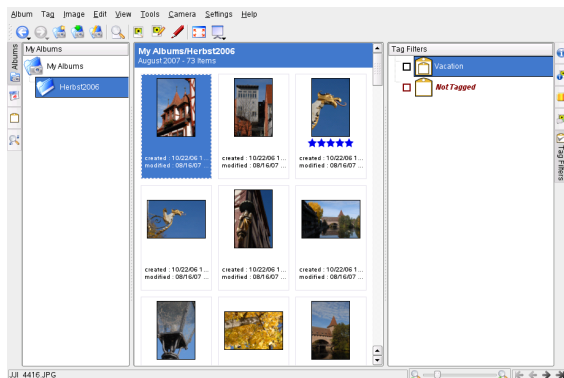 Album Tag Image Edit View Tools Camera Settings Help
Albums
My Albums
My Albums
Herbst2006
My Albums/Herbst2006
August 2007 - 73 Items
created : 10/22/06 1...
modified : 08/16/07 ...
created : 10/22/06 1...
modified : 08/16/07 ...
created : 10/22/06 1...
modified : 08/16/07 ...
created : 10/22/06 1...
modified : 08/16/07 ...
created : 10/22/06 1...
modified : 08/16/07 ...
created : 10/22/06 1...
modified : 08/16/07 ...
Tag Filters
Vacation
Not Tagged
Tag Filters
JJI_4416.JPG